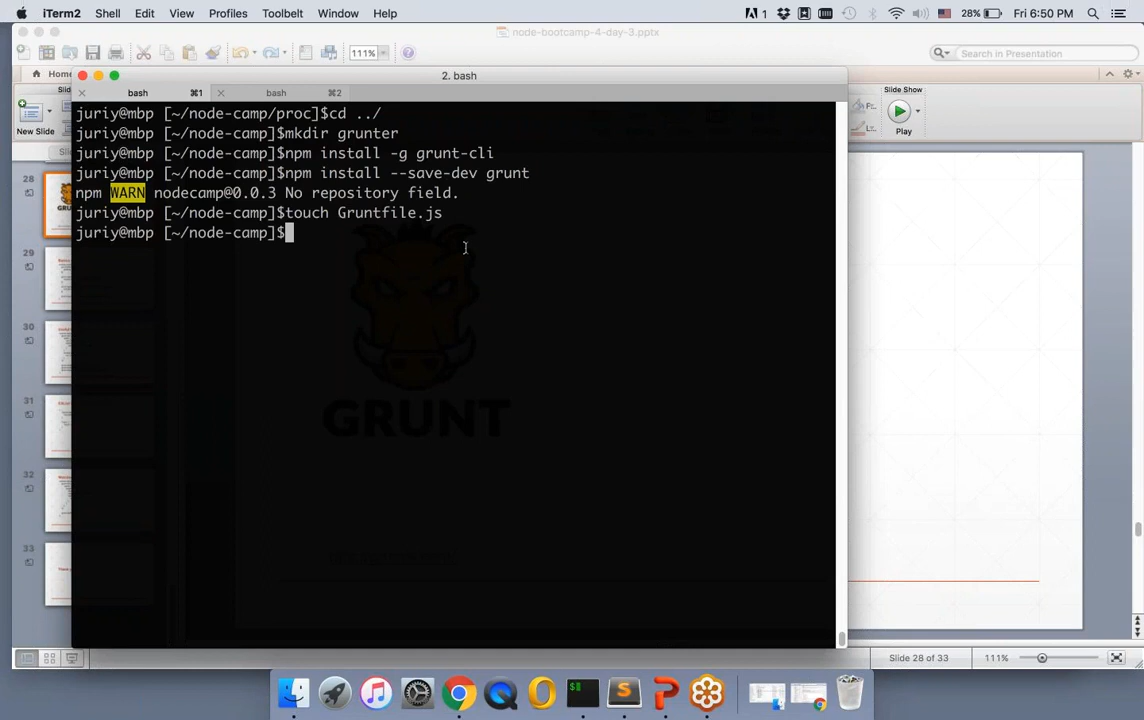 iTerm2 Shell Edit View Profiles Toolbelt Window Help 1 28% Fri 6:50 PM
node-bootcamp-4-day-3.pptx
111% Search in Presentation
Home
2. bash
bash ⌘1 bash ⌘2
Slide Show
New Slide
Play
juriy@mbp [~/node-camp/proc]$cd ../
juriy@mbp [~/node-camp]$mkdir grunter
juriy@mbp [~/node-camp]$npm install -g grunt-cli
juriy@mbp [~/node-camp]$npm install --save-dev grunt
npm WARN nodecamp@0.0.3 No repository field.
juriy@mbp [~/node-camp]$touch Gruntfile.js
juriy@mbp [~/node-camp]$
GRUNT
28
29
30
31
32
33
Slide 28 of 33 111%